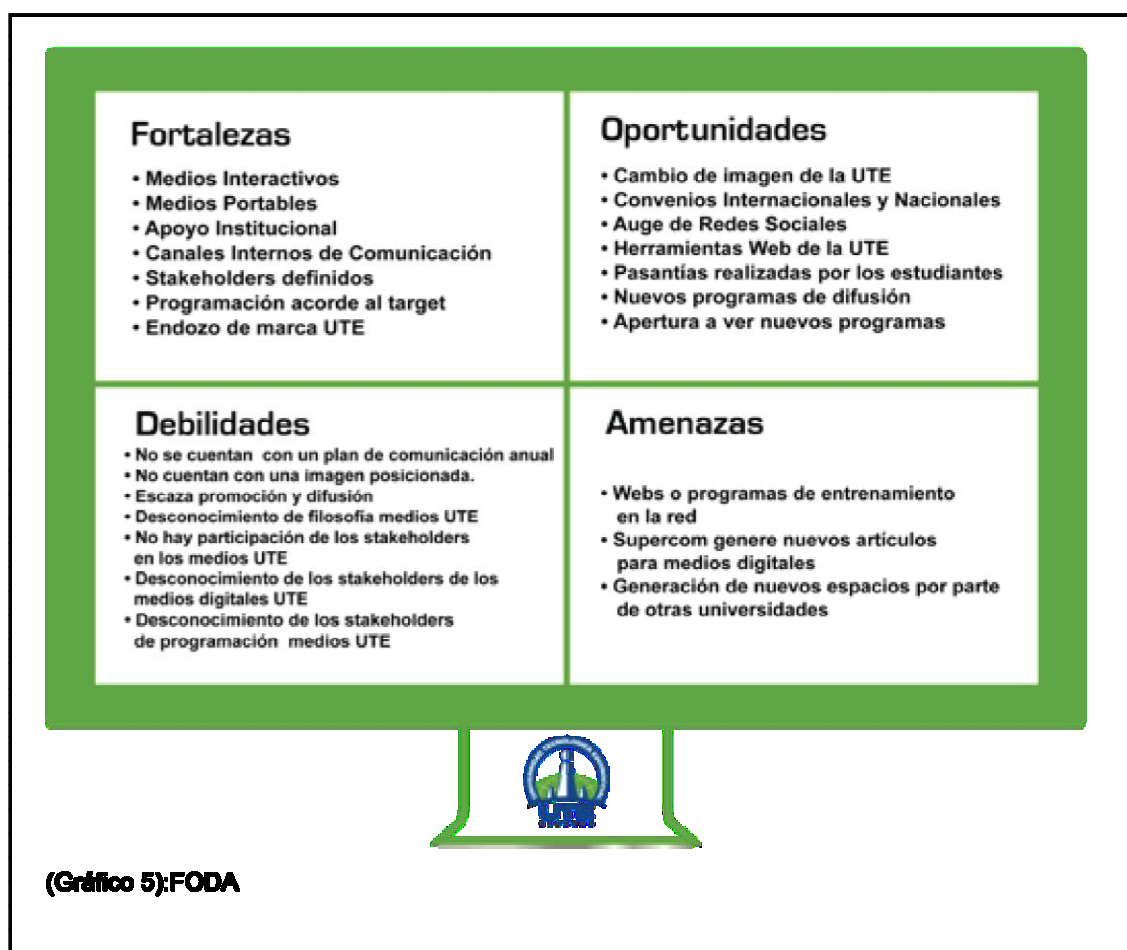 Fortalezas
• Medios Interactivos
• Medios Portables
• Apoyo Institucional
• Canales Internos de Comunicación
• Stakeholders definidos
• Programación acorde al target
• Endozo de marca UTE
Oportunidades
• Cambio de imagen de la UTE
• Convenios Internacionales y Nacionales
• Auge de Redes Sociales
• Herramientas Web de la UTE
• Pasantías realizadas por los estudiantes
• Nuevos programas de difusión
• Apertura a ver nuevos programas
Debilidades
• No se cuentan con un plan de comunicación anual
• No cuentan con una imagen posicionada.
• Escaza promoción y difusión
• Desconocimiento de filosofía medios UTE
• No hay participación de los stakeholders
en los medios UTE
• Desconocimiento de los stakeholders de los
medios digitales UTE
• Desconocimiento de los stakeholders
de programación medios UTE
Amenazas
• Webs o programas de entrenamiento
en la red
• Supercom genere nuevos artículos
para medios digitales
• Generación de nuevos espacios por parte
de otras universidades
UTE
(Gráfico 5):FODA